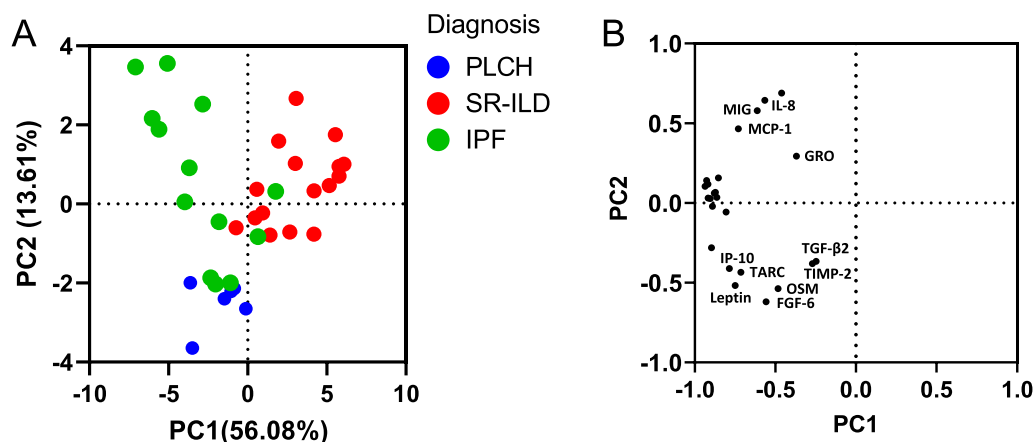 A
Diagnosis
PLCH
SR-ILD
IPF
4
2
0
-2
-4
-10
-5
0
5
10
PC2 (13.61%)
PC1(56.08%)
B
1.0
0.5
0.0
-0.5
-1.0
-1.0
-0.5
0.0
0.5
1.0
PC2
PC1
MIG
IL-8
MCP-1
GRO
TGF-β2
IP-10
TARC
TIMP-2
Leptin
OSM
FGF-6